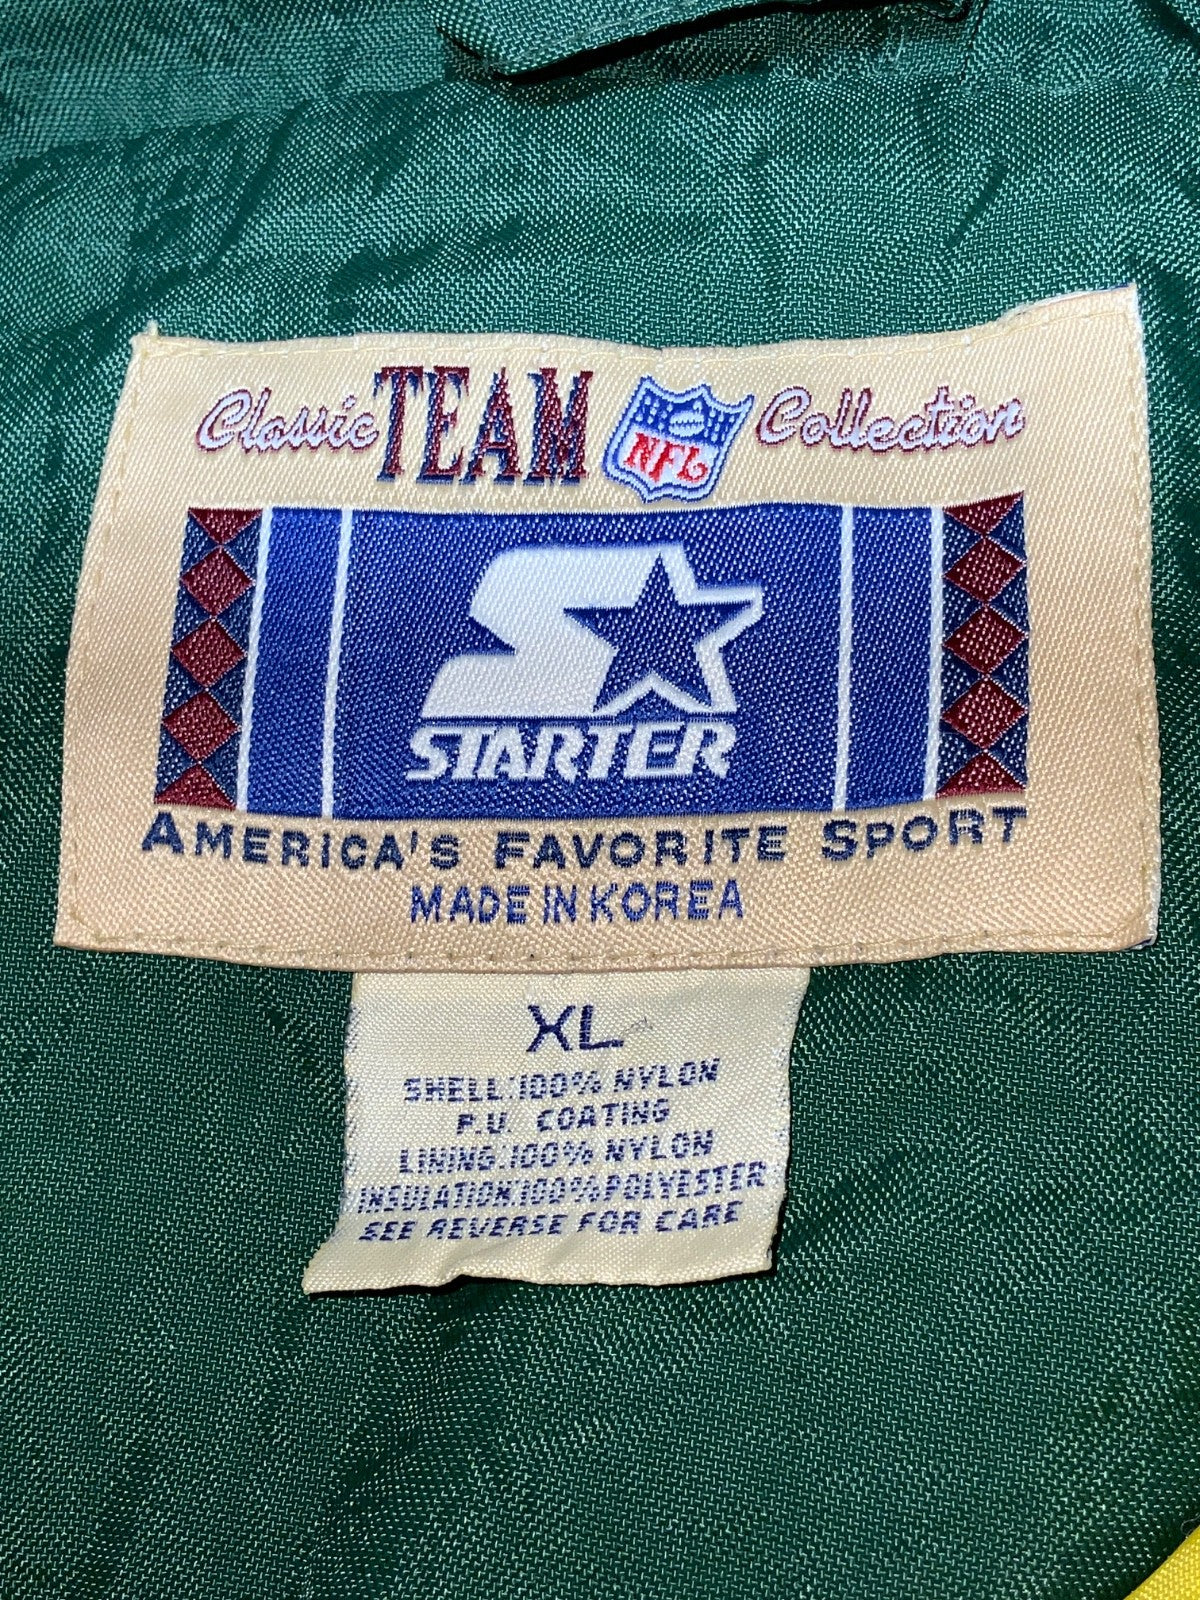 Classic TEAM NFL Collection
STARTER
AMERICA'S FAVORITE SPORT
MADE IN KOREA
XL
SHELL:100% NYLON
P.U. COATING
LINING:100% NYLON
INSULATION:100%POLYESTER
SEE REVERSE FOR CARE